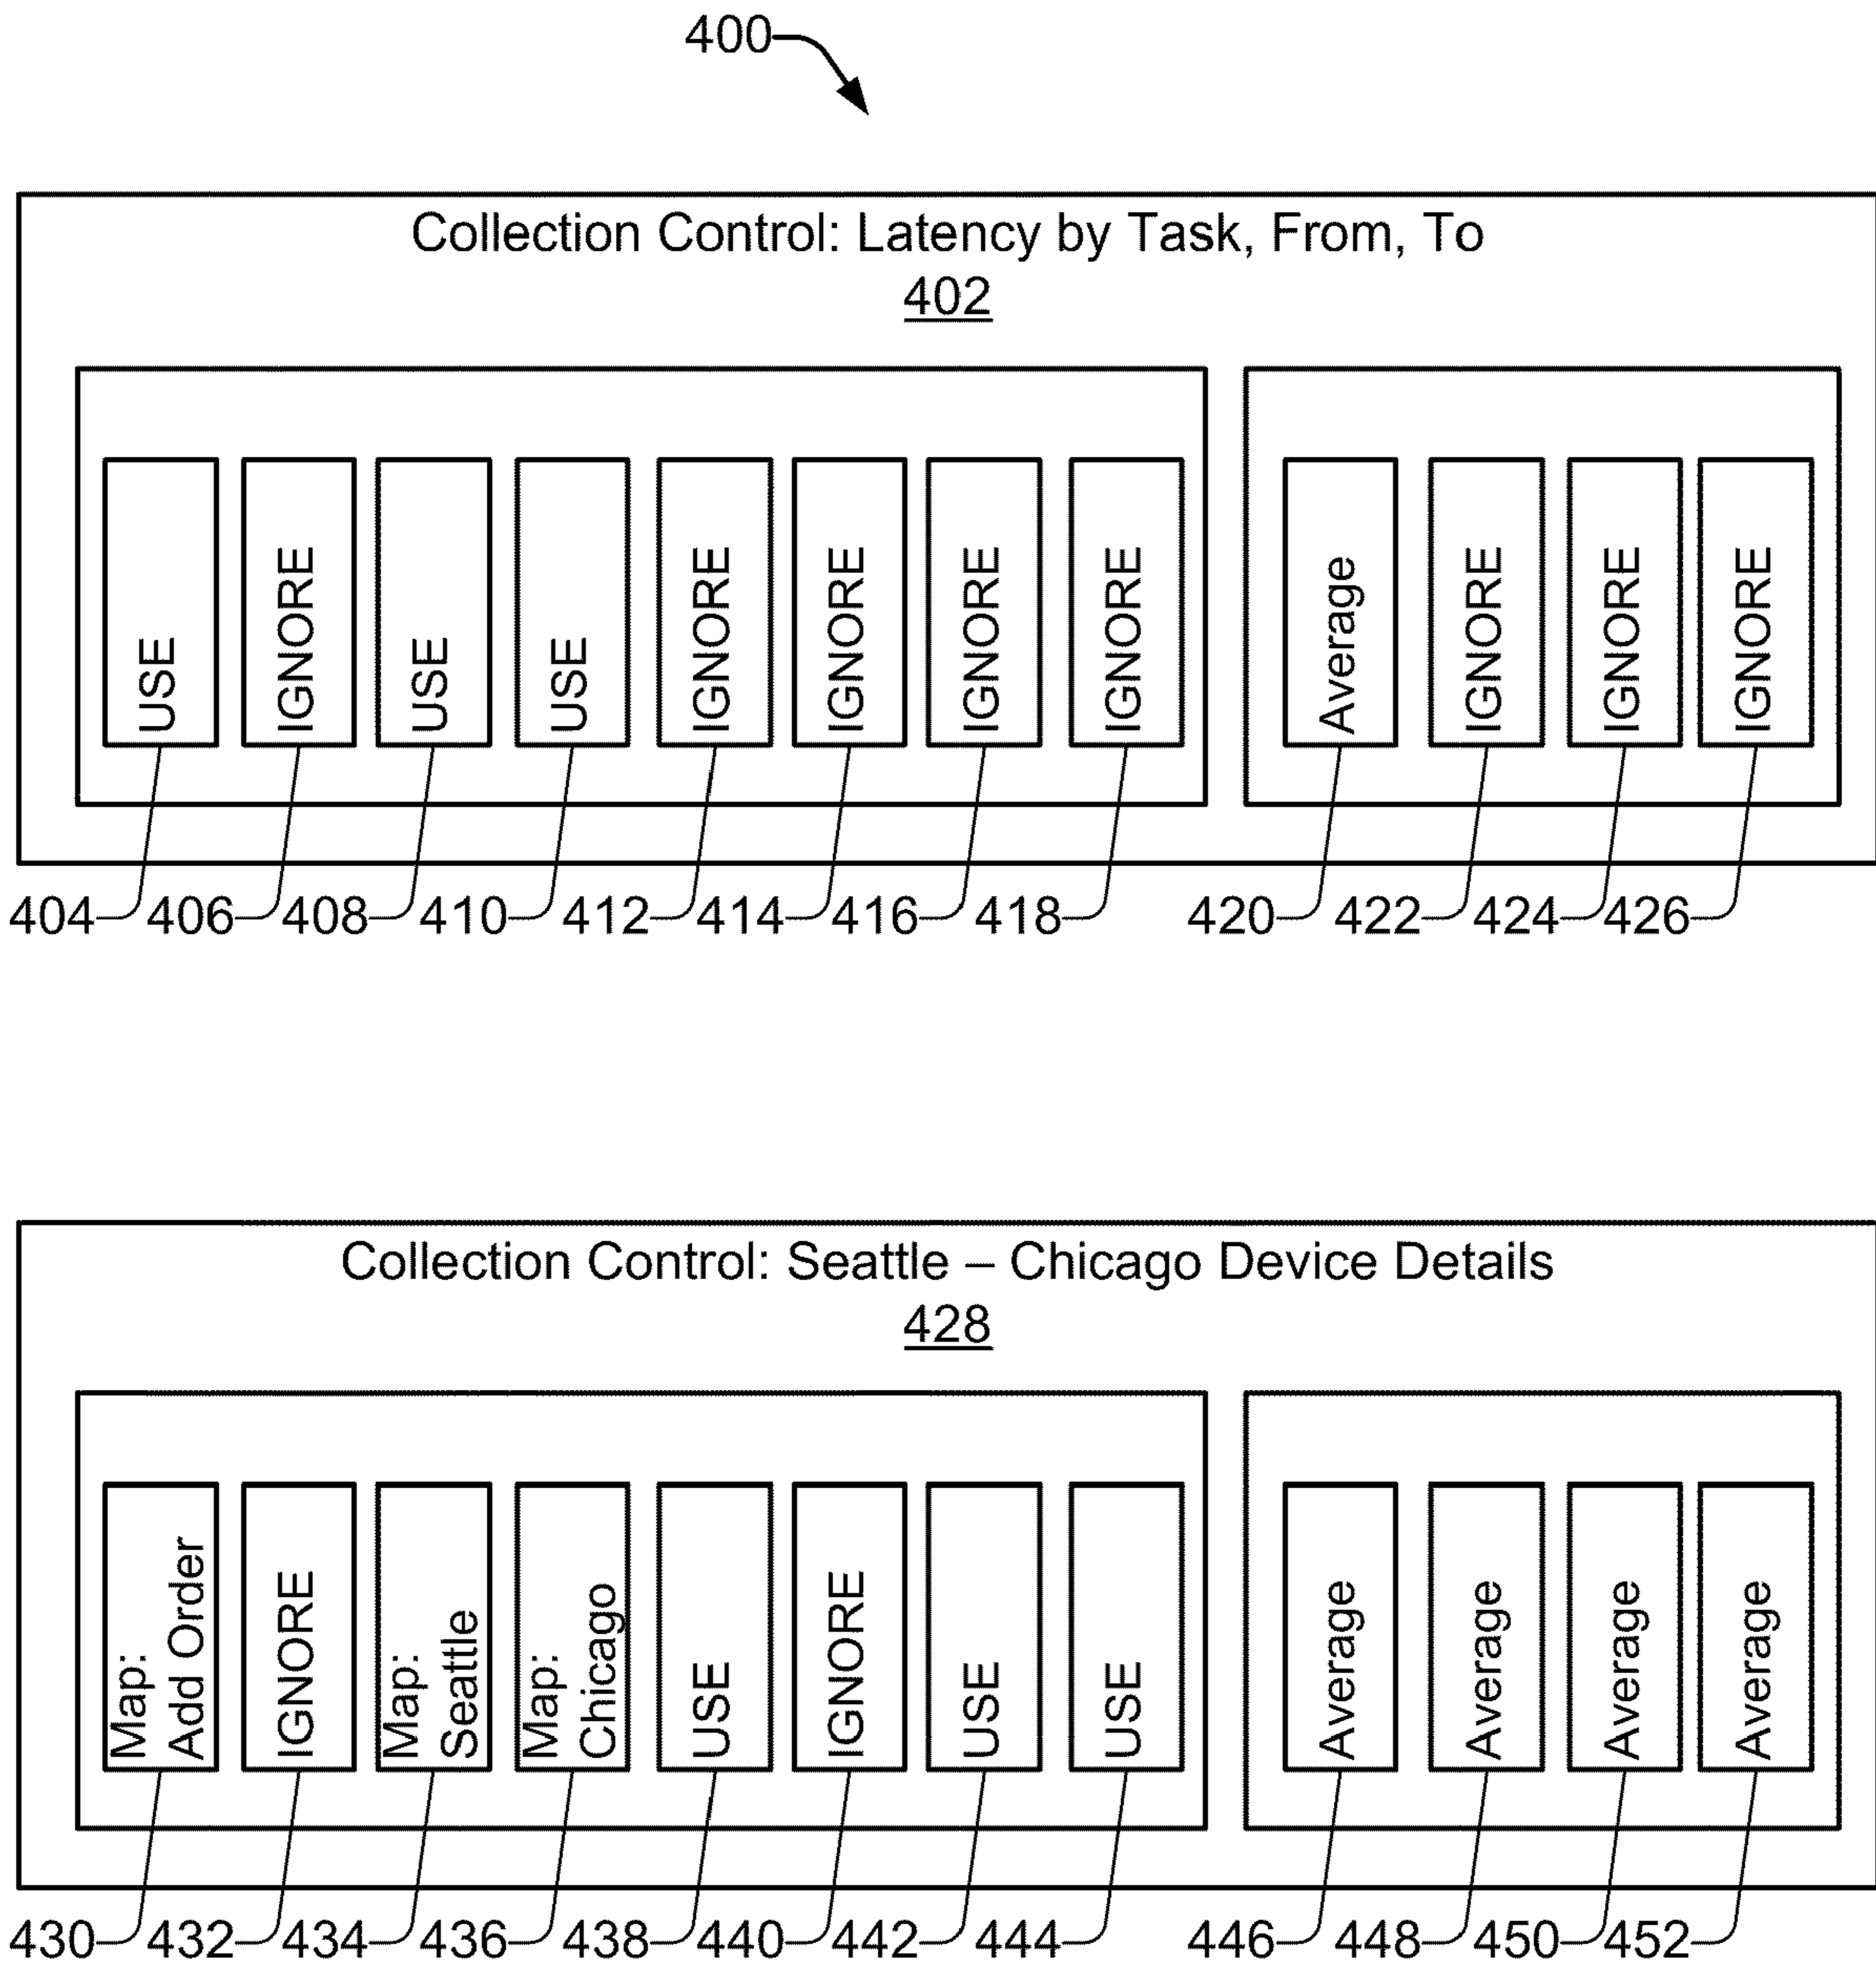 400
Collection Control: Latency by Task, From, To
402
USE
IGNORE
USE
USE
IGNORE
IGNORE
IGNORE
IGNORE
Average
IGNORE
IGNORE
IGNORE
404 406 408 410 412 414 416 418 420 422 424 426
Collection Control: Seattle – Chicago Device Details
428
Map:
Add Order
IGNORE
Map:
Seattle
Map:
Chicago
USE
IGNORE
USE
USE
Average
Average
Average
Average
430 432 434 436 438 440 442 444 446 448 450 452